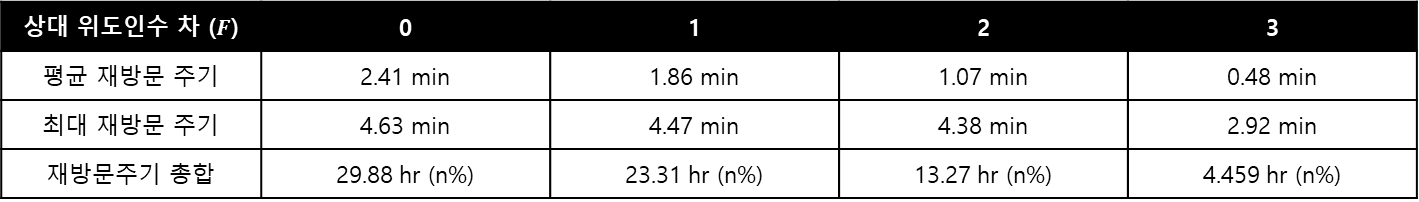 상대 위도인수 차 (F) 0 1 2 3
평균 재방문 주기 2.41 min 1.86 min 1.07 min 0.48 min
최대 재방문 주기 4.63 min 4.47 min 4.38 min 2.92 min
재방문주기 총합 29.88 hr (n%) 23.31 hr (n%) 13.27 hr (n%) 4.459 hr (n%)